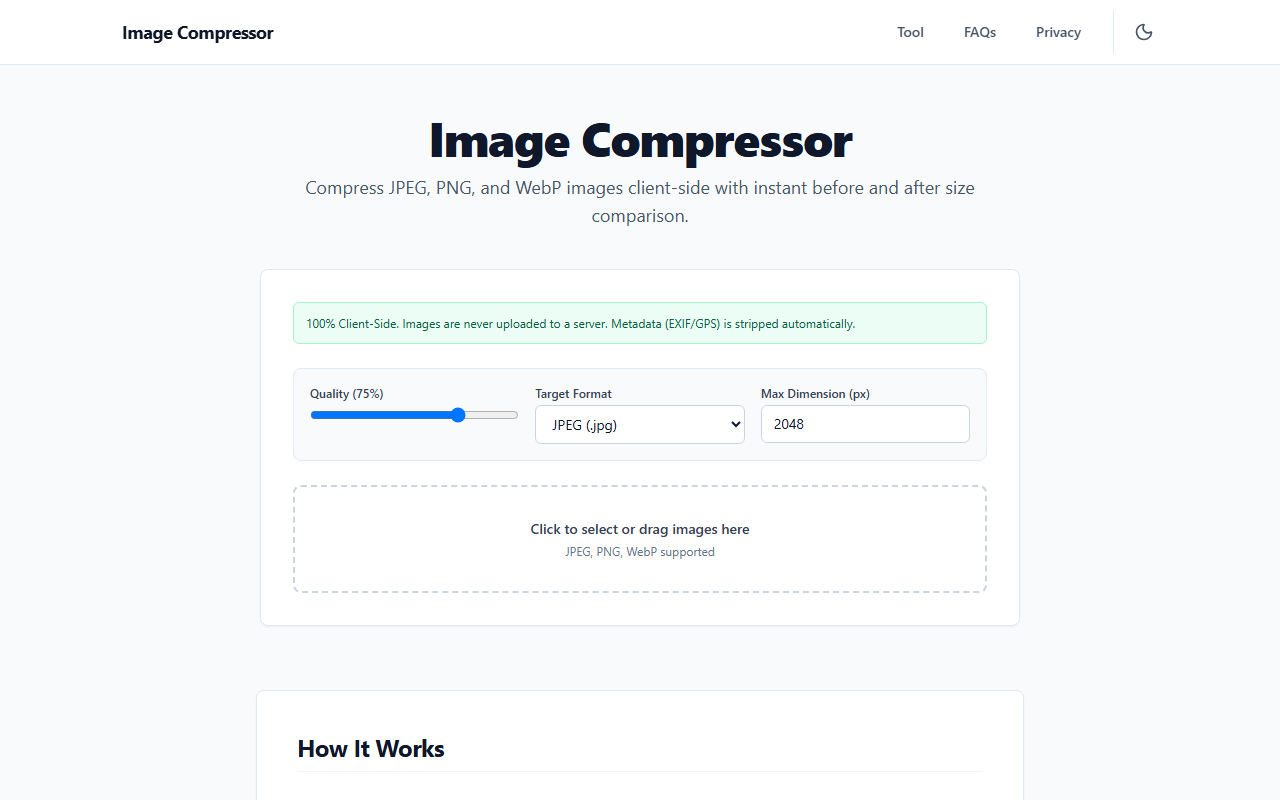 Image Compressor
Tool
FAQs
Privacy
Image Compressor
Compress JPEG, PNG, and WebP images client-side with instant before and after size
comparison.
100% Client-Side. Images are never uploaded to a server. Metadata (EXIF/GPS) is stripped automatically.
Quality (75%)
Target Format
Max Dimension (px)
JPEG (.jpg)
2048
Click to select or drag images here
JPEG, PNG, WebP supported
How It Works